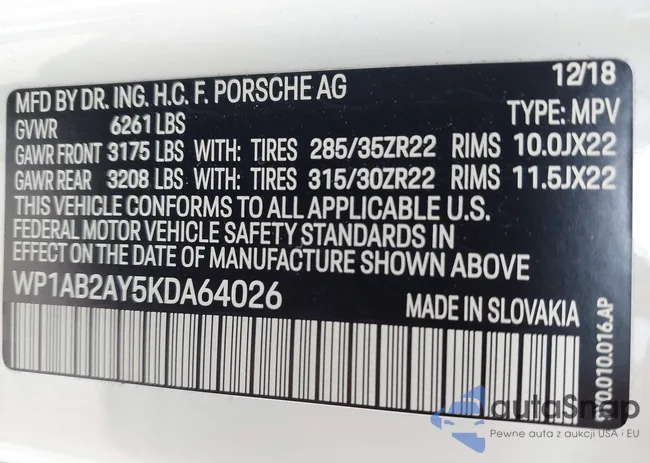 MFD BY DR. ING. H.C. F. PORSCHE AG 12/18
GVWR 6261 LBS TYPE: MPV
GAWR FRONT 3175 LBS WITH: TIRES 285/35ZR22 RIMS 10.0JX22
GAWR REAR 3208 LBS WITH: TIRES 315/30ZR22 RIMS 11.5JX22
THIS VEHICLE CONFORMS TO ALL APPLICABLE U.S.
FEDERAL MOTOR VEHICLE SAFETY STANDARDS IN
EFFECT ON THE DATE OF MANUFACTURE SHOWN ABOVE.
WP1AB2AY5KDA64026 MADE IN SLOVAKIA
autaSnap
Pewne auta z aukcji USA i EU